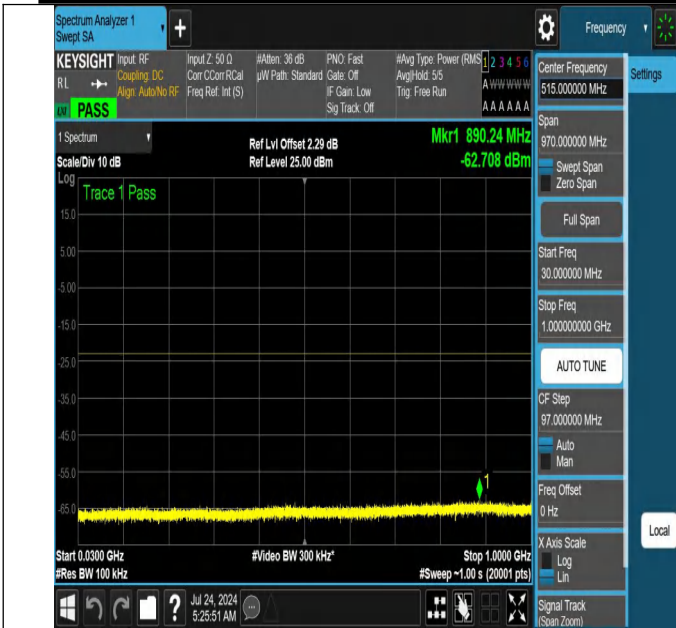 Spectrum Analyzer 1
Swept SA
+
Frequency
KEYSIGHT
RL
PASS
Input: RF
Coupling: DC
Align: Auto/No RF
Input Z: 50 Ω
Corr CCorr RCal
Freq Ref: Int (S)
#Atten: 36 dB
µW Path: Standard
PNO: Fast
Gate: Off
IF Gain: Low
Sig Track: Off
#Avg Type: Power (RMS
Avg|Hold: 5/5
Trig: Free Run
1 2 3 4 5 6
A W W W W W
A A A A A A
1 Spectrum
Scale/Div 10 dB
Log
Ref Lvl Offset 2.29 dB
Ref Level 25.00 dBm
Mkr1 890.24 MHz
-62.708 dBm
Trace 1 Pass
15.0
5.00
-5.00
-15.0
-25.0
-35.0
-45.0
-55.0
-65.0
1
Start 0.0300 GHz
#Res BW 100 kHz
#Video BW 300 kHz*
Stop 1.0000 GHz
#Sweep ~1.00 s (20001 pts)
Center Frequency
515.000000 MHz
Settings
Span
970.000000 MHz
Swept Span
Zero Span
Full Span
Start Freq
30.000000 MHz
Stop Freq
1.000000000 GHz
AUTO TUNE
CF Step
97.000000 MHz
Auto
Man
Freq Offset
0 Hz
X Axis Scale
Log
Lin
Local
Signal Track
(Span Zoom)
?
Jul 24, 2024
5:25:51 AM